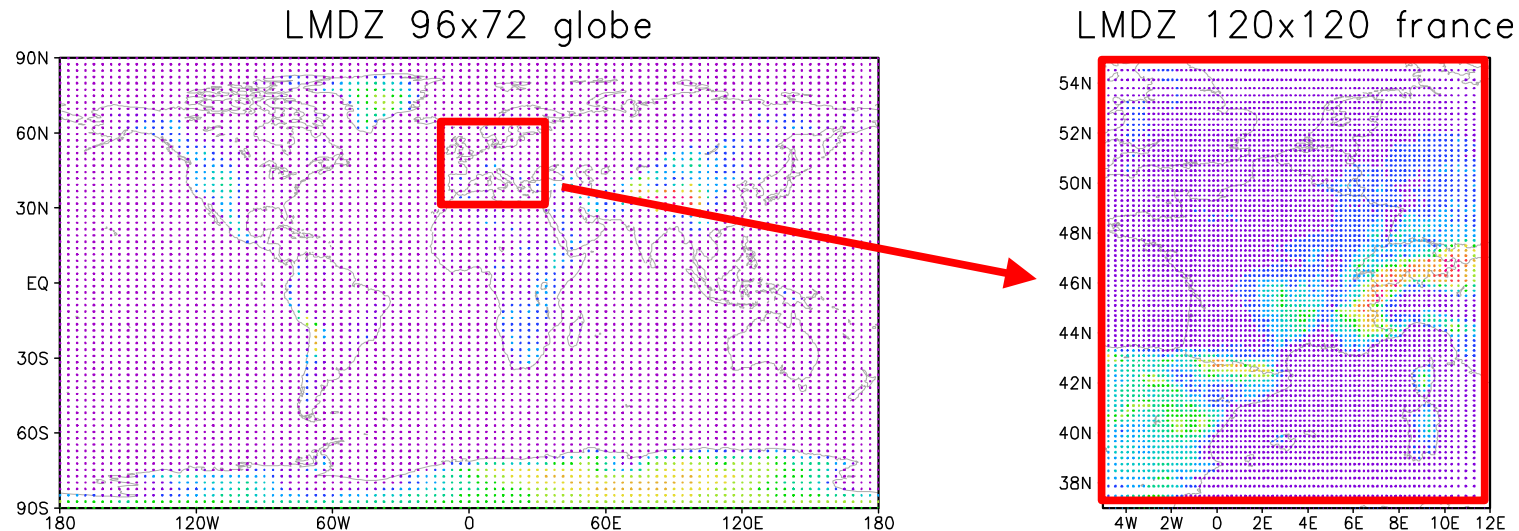 LMDZ 96x72 globe
90N
60N
30N
EQ
30S
60S
90S
180 120W 60W 0 60E 120E 180
LMDZ 120x120 france
54N
52N
50N
48N
46N
44N
42N
40N
38N
4W 2W 0 2E 4E 6E 8E 10E 12E